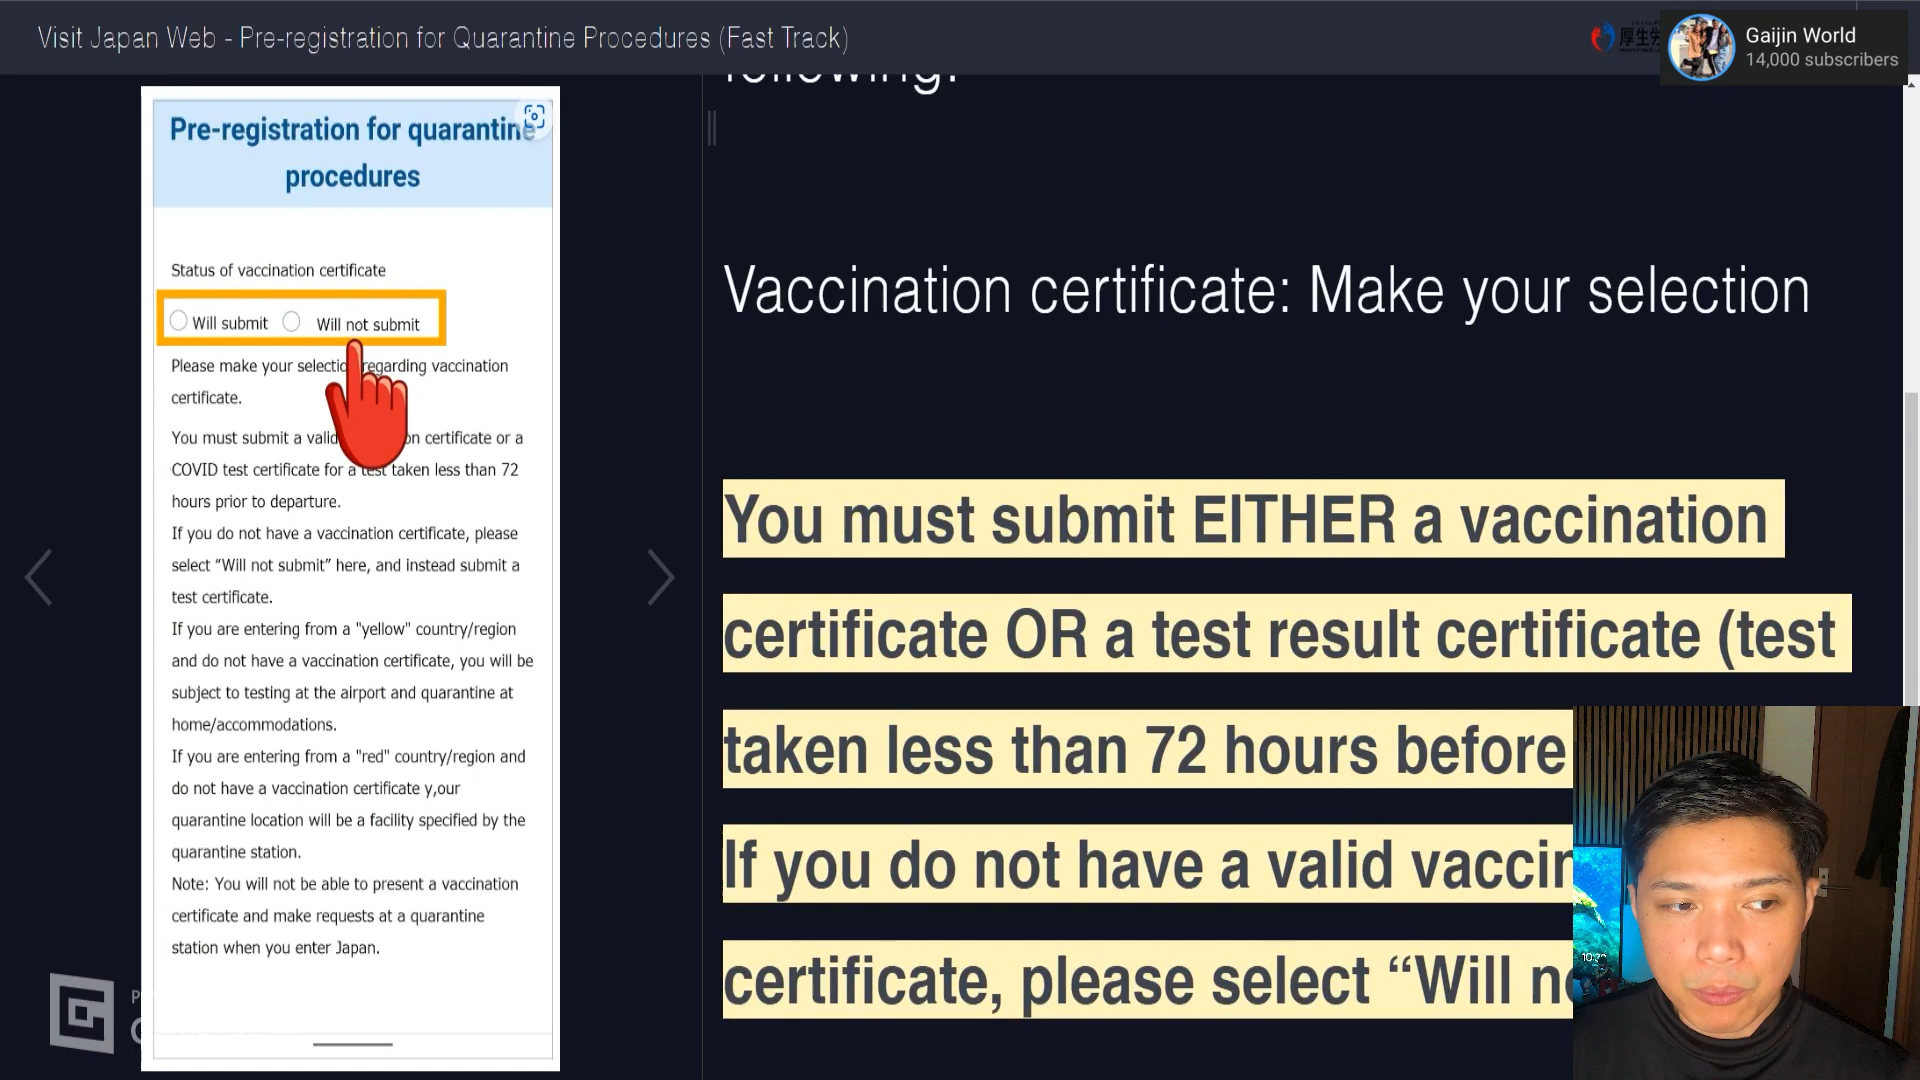 Visit Japan Web - Pre-registration for Quarantine Procedures (Fast Track)
厚生労
Gaijin World
14,000 subscribers
Pre-registration for quarantine
procedures
Status of vaccination certificate
Will submit Will not submit
Please make your selection regarding vaccination
certificate.
You must submit a valid certificate or a
COVID test certificate for a test taken less than 72
hours prior to departure.
If you do not have a vaccination certificate, please
select “Will not submit” here, and instead submit a
test certificate.
If you are entering from a "yellow" country/region
and do not have a vaccination certificate, you will be
subject to testing at the airport and quarantine at
home/accommodations.
If you are entering from a "red" country/region and
do not have a vaccination certificate y,our
quarantine location will be a facility specified by the
quarantine station.
Note: You will not be able to present a vaccination
certificate and make requests at a quarantine
station when you enter Japan.
following:
Vaccination certificate: Make your selection
You must submit EITHER a vaccination
certificate OR a test result certificate (test
taken less than 72 hours before
If you do not have a valid vaccin
certificate, please select “Will no